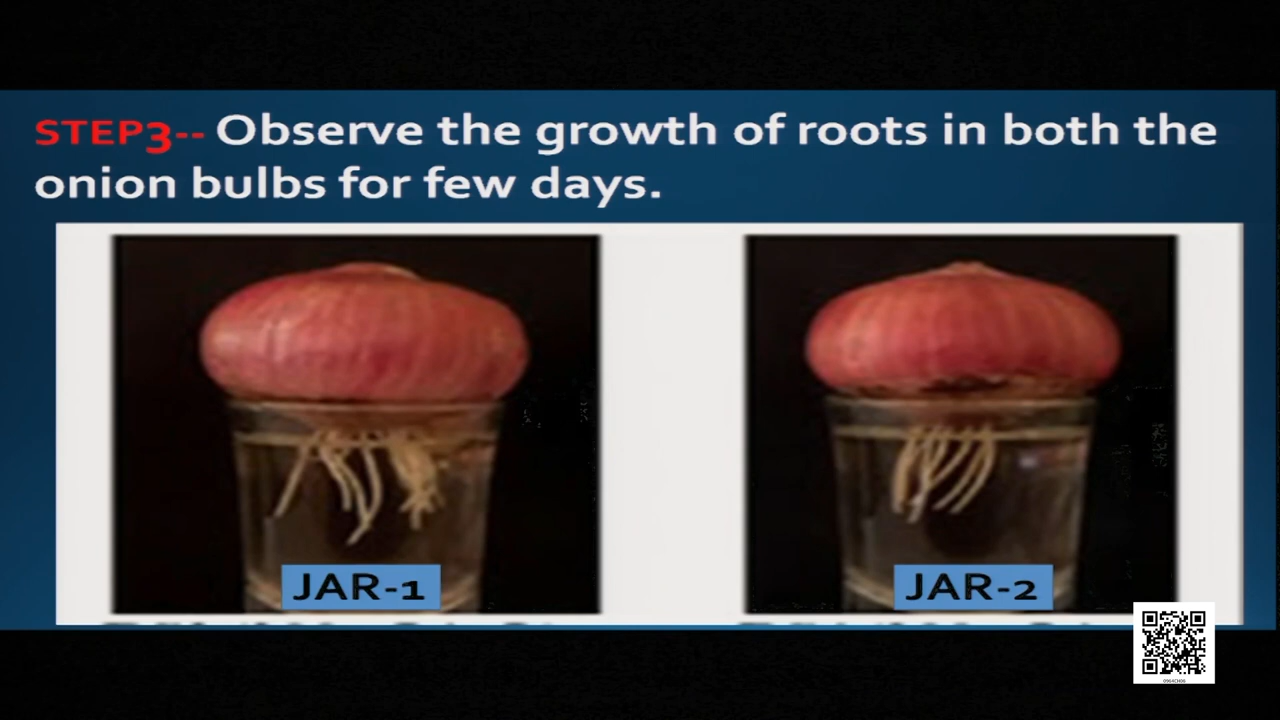 STEP3-- Observe the growth of roots in both the
onion bulbs for few days.
JAR-1
JAR-2